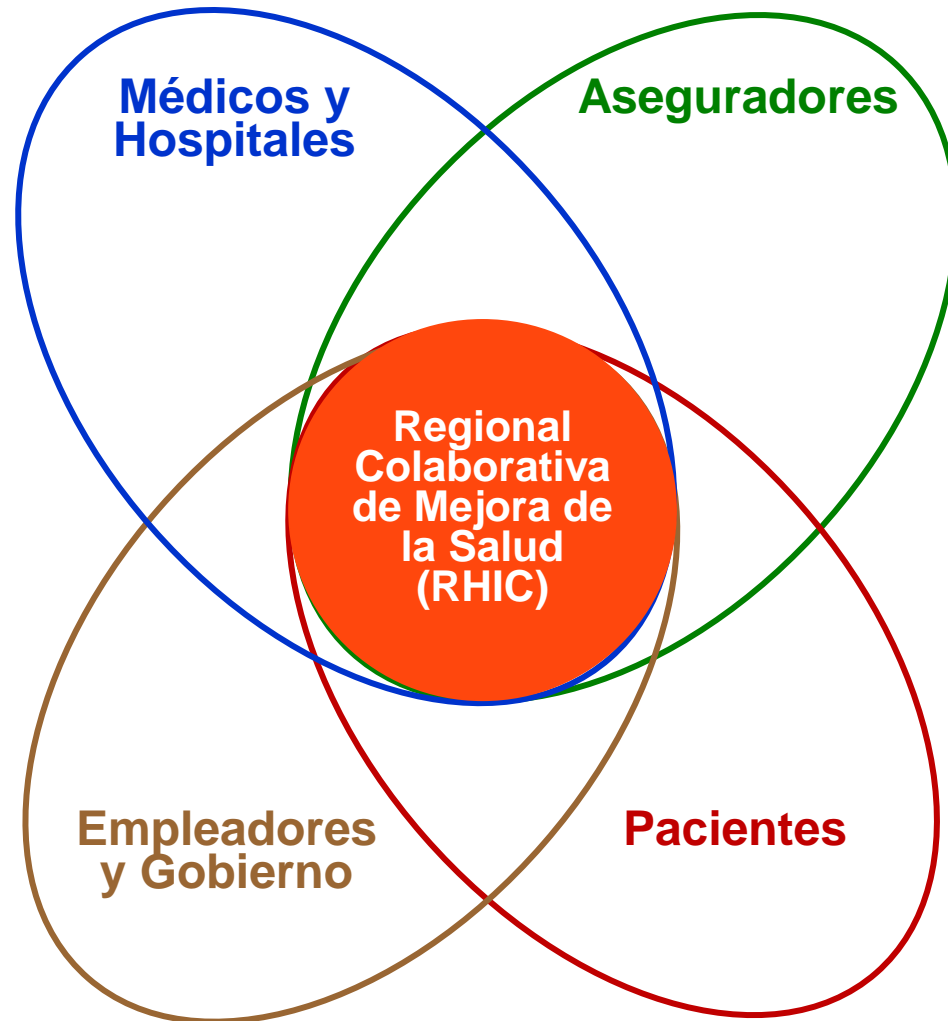 Médicos y
Hospitales
Aseguradores
Regional
Colaborativa
de Mejora de
la Salud
(RHIC)
Empleadores
y Gobierno
Pacientes